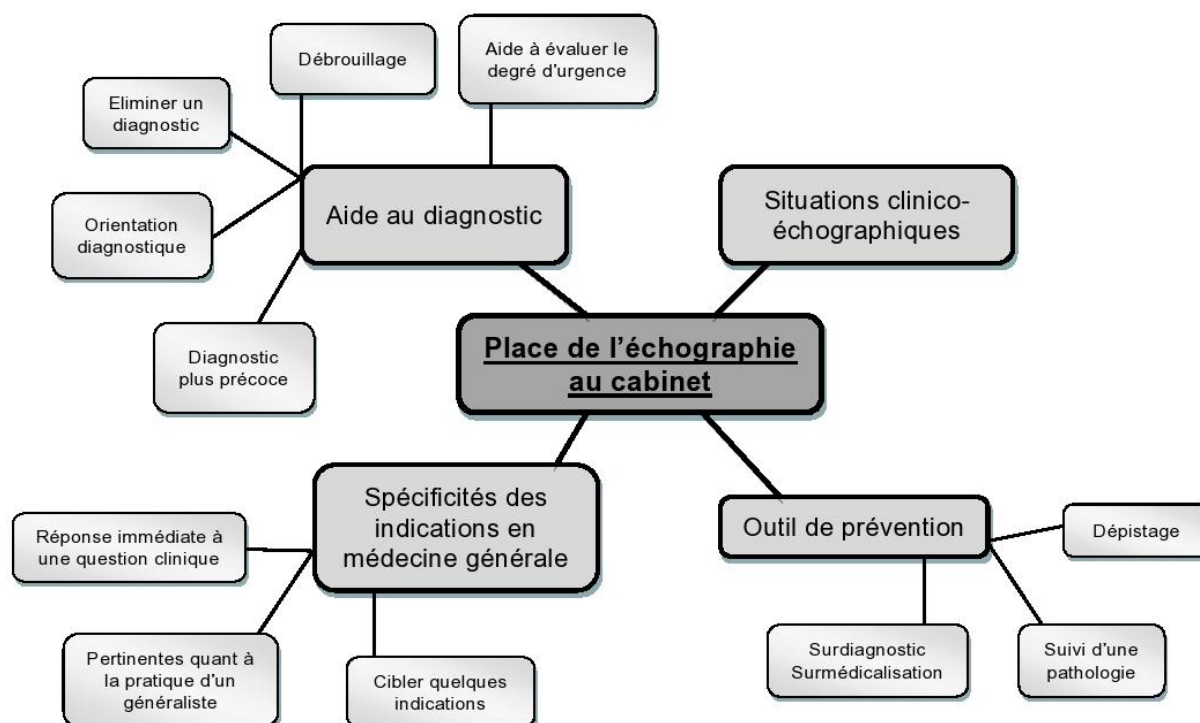 Débrouillage
Aide à évaluer le
degré d'urgence
Eliminer un
diagnostic
Orientation
diagnostique
Aide au diagnostic
Situations clinico-
échographiques
Diagnostic
plus précoce
Place de l'échographie
au cabinet
Spécificités des
indications en
médecine générale
Réponse immédiate à
une question clinique
Pertinentes quant à
la pratique d'un
généraliste
Cibler quelques
indications
Outil de prévention
Dépistage
Surdiagnostic
Surmédicalisation
Suivi d'une
pathologie